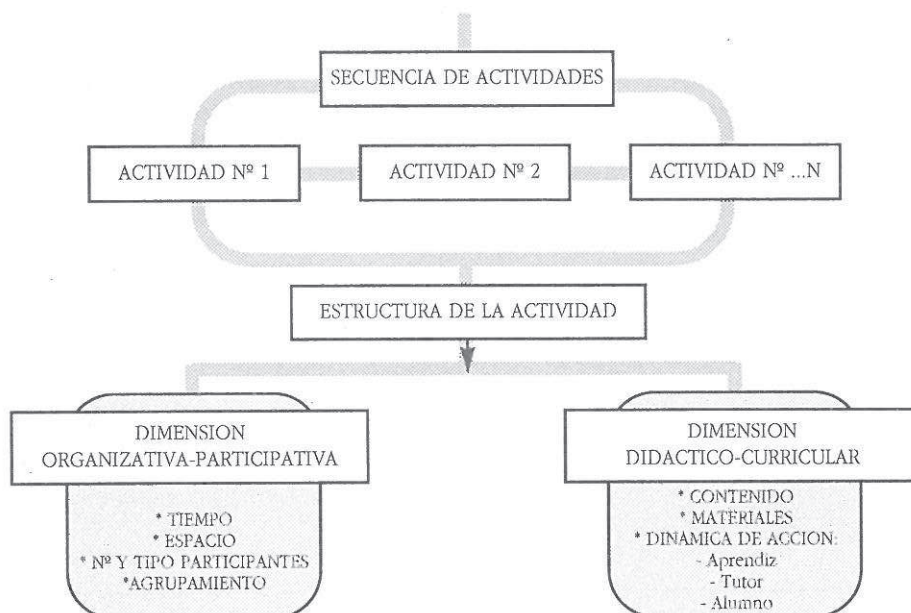 SECUENCIA DE ACTIVIDADES
ACTIVIDAD Nº 1
ACTIVIDAD Nº 2
ACTIVIDAD Nº ...N
ESTRUCTURA DE LA ACTIVIDAD
DIMENSION
ORGANIZATIVA-PARTICIPATIVA
* TIEMPO
* ESPACIO
* Nº Y TIPO PARTICIPANTES
*AGRUPAMIENTO
DIMENSION
DIDACTICO-CURRICULAR
* CONTENIDO
* MATERIALES
* DINAMICA DE ACCION:
- Aprendiz
- Tutor
- Alumno